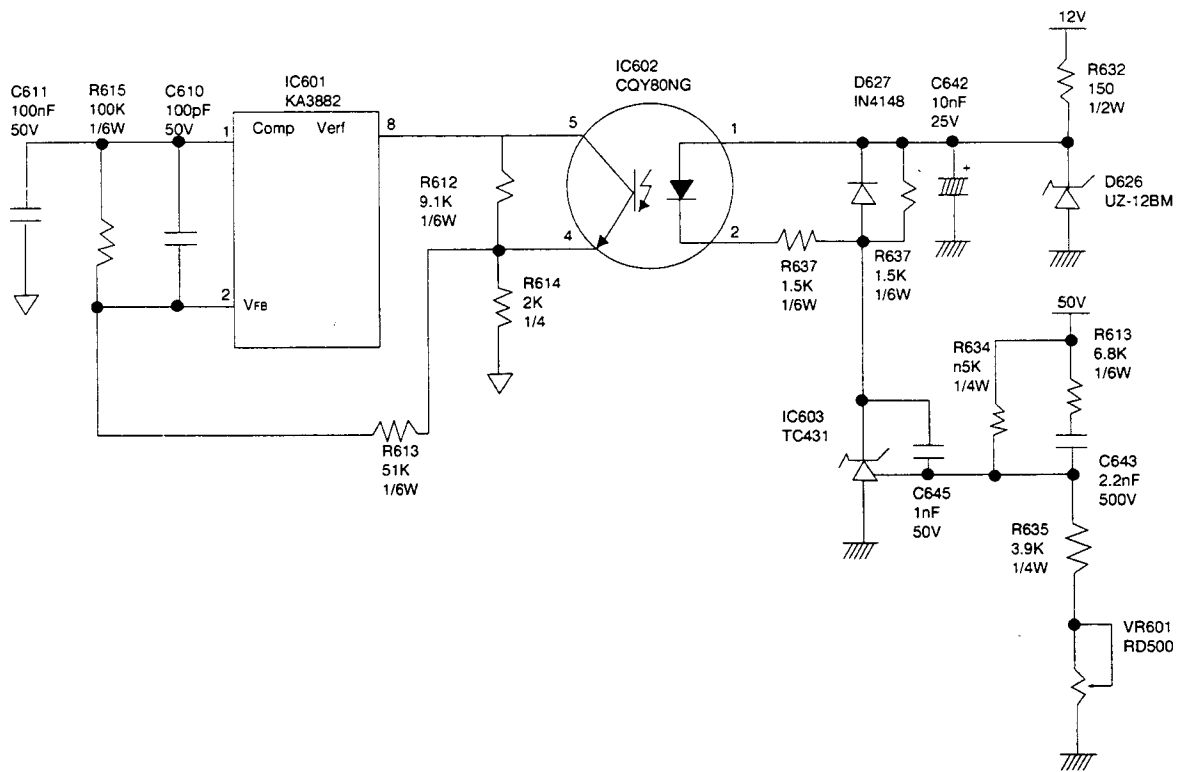 C611
100nF
50V
R615
100K
1/6W
C610
100pF
50V
IC601
KA3882
1
Comp
Verf
8
2
VFB
R612
9.1K
1/6W
R614
2K
1/4
R613
51K
1/6W
IC602
CQY80NG
5
4
1
2
D627
IN4148
C642
10nF
25V
+
12V
R632
150
1/2W
D626
UZ-12BM
R637
1.5K
1/6W
R637
1.5K
1/6W
50V
R634
n5K
1/4W
R613
6.8K
1/6W
IC603
TC431
C645
1nF
50V
C643
2.2nF
500V
R635
3.9K
1/4W
VR601
RD500